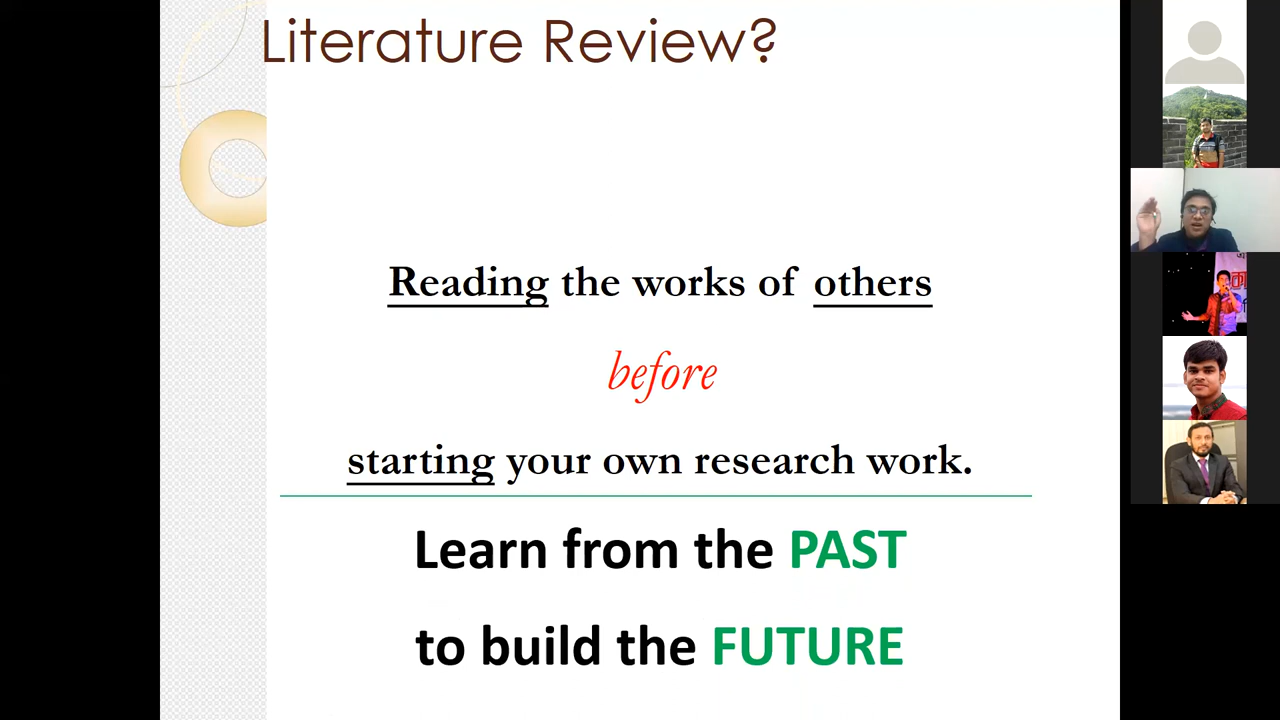 Literature Review?
Reading the works of others
before
starting your own research work.
Learn from the PAST
to build the FUTURE